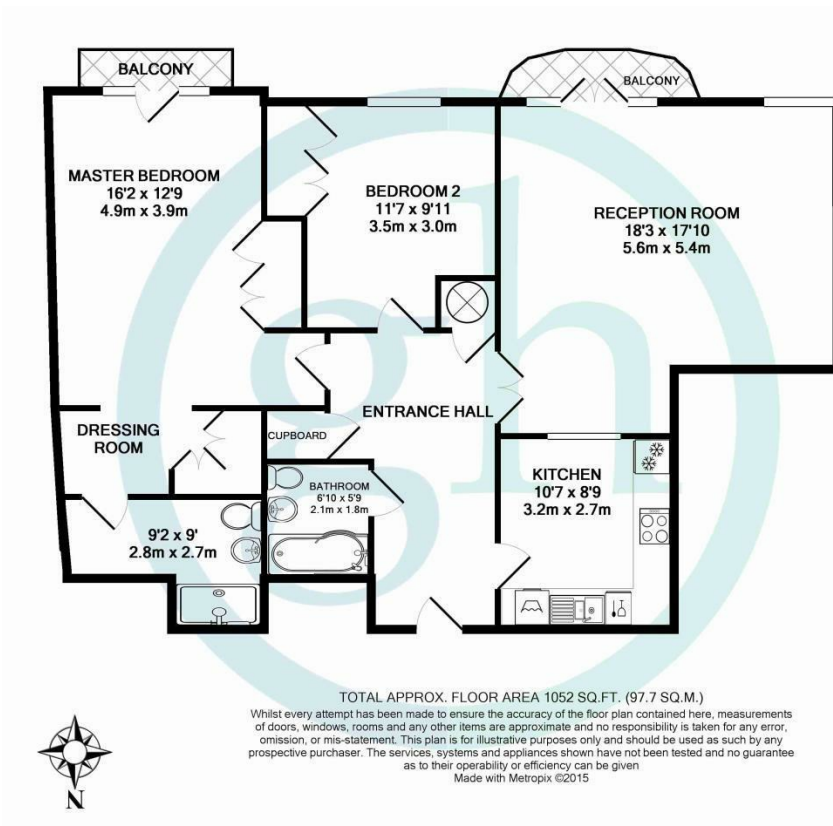 BALCONY
BALCONY
MASTER BEDROOM
16'2 x 12'9
4.9m x 3.9m
BEDROOM 2
11'7 x 9'11
3.5m x 3.0m
RECEPTION ROOM
18'3 x 17'10
5.6m x 5.4m
ENTRANCE HALL
DRESSING
ROOM
CUPBOARD
BATHROOM
6'10 x 5'9
2.1m x 1.8m
KITCHEN
10'7 x 8'9
3.2m x 2.7m
9'2 x 9'
2.8m x 2.7m
gh
TOTAL APPROX. FLOOR AREA 1052 SQ.FT. (97.7 SQ.M.)
Whilst every attempt has been made to ensure the accuracy of the floor plan contained here, measurements
of doors, windows, rooms and any other items are approximate and no responsibility is taken for any error,
omission, or mis-statement. This plan is for illustrative purposes only and should be used as such by any
prospective purchaser. The services, systems and appliances shown have not been tested and no guarantee
as to their operability or efficiency can be given
Made with Metropix ©2015
N